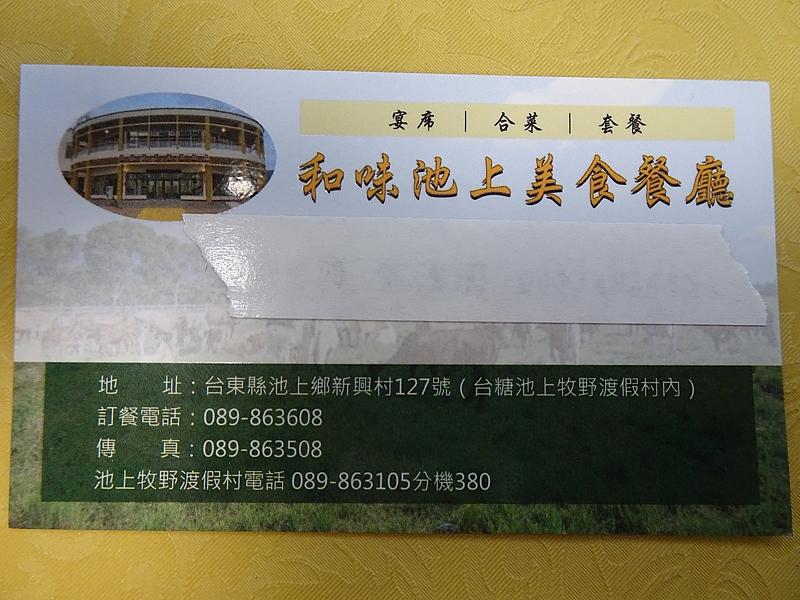 宴席 | 合菜 | 套餐
和味池上美食餐廳
地 址：台東縣池上鄉新興村127號（台糖池上牧野渡假村內）
訂餐電話：089-863608
傳 真：089-863508
池上牧野渡假村電話 089-863105分機380